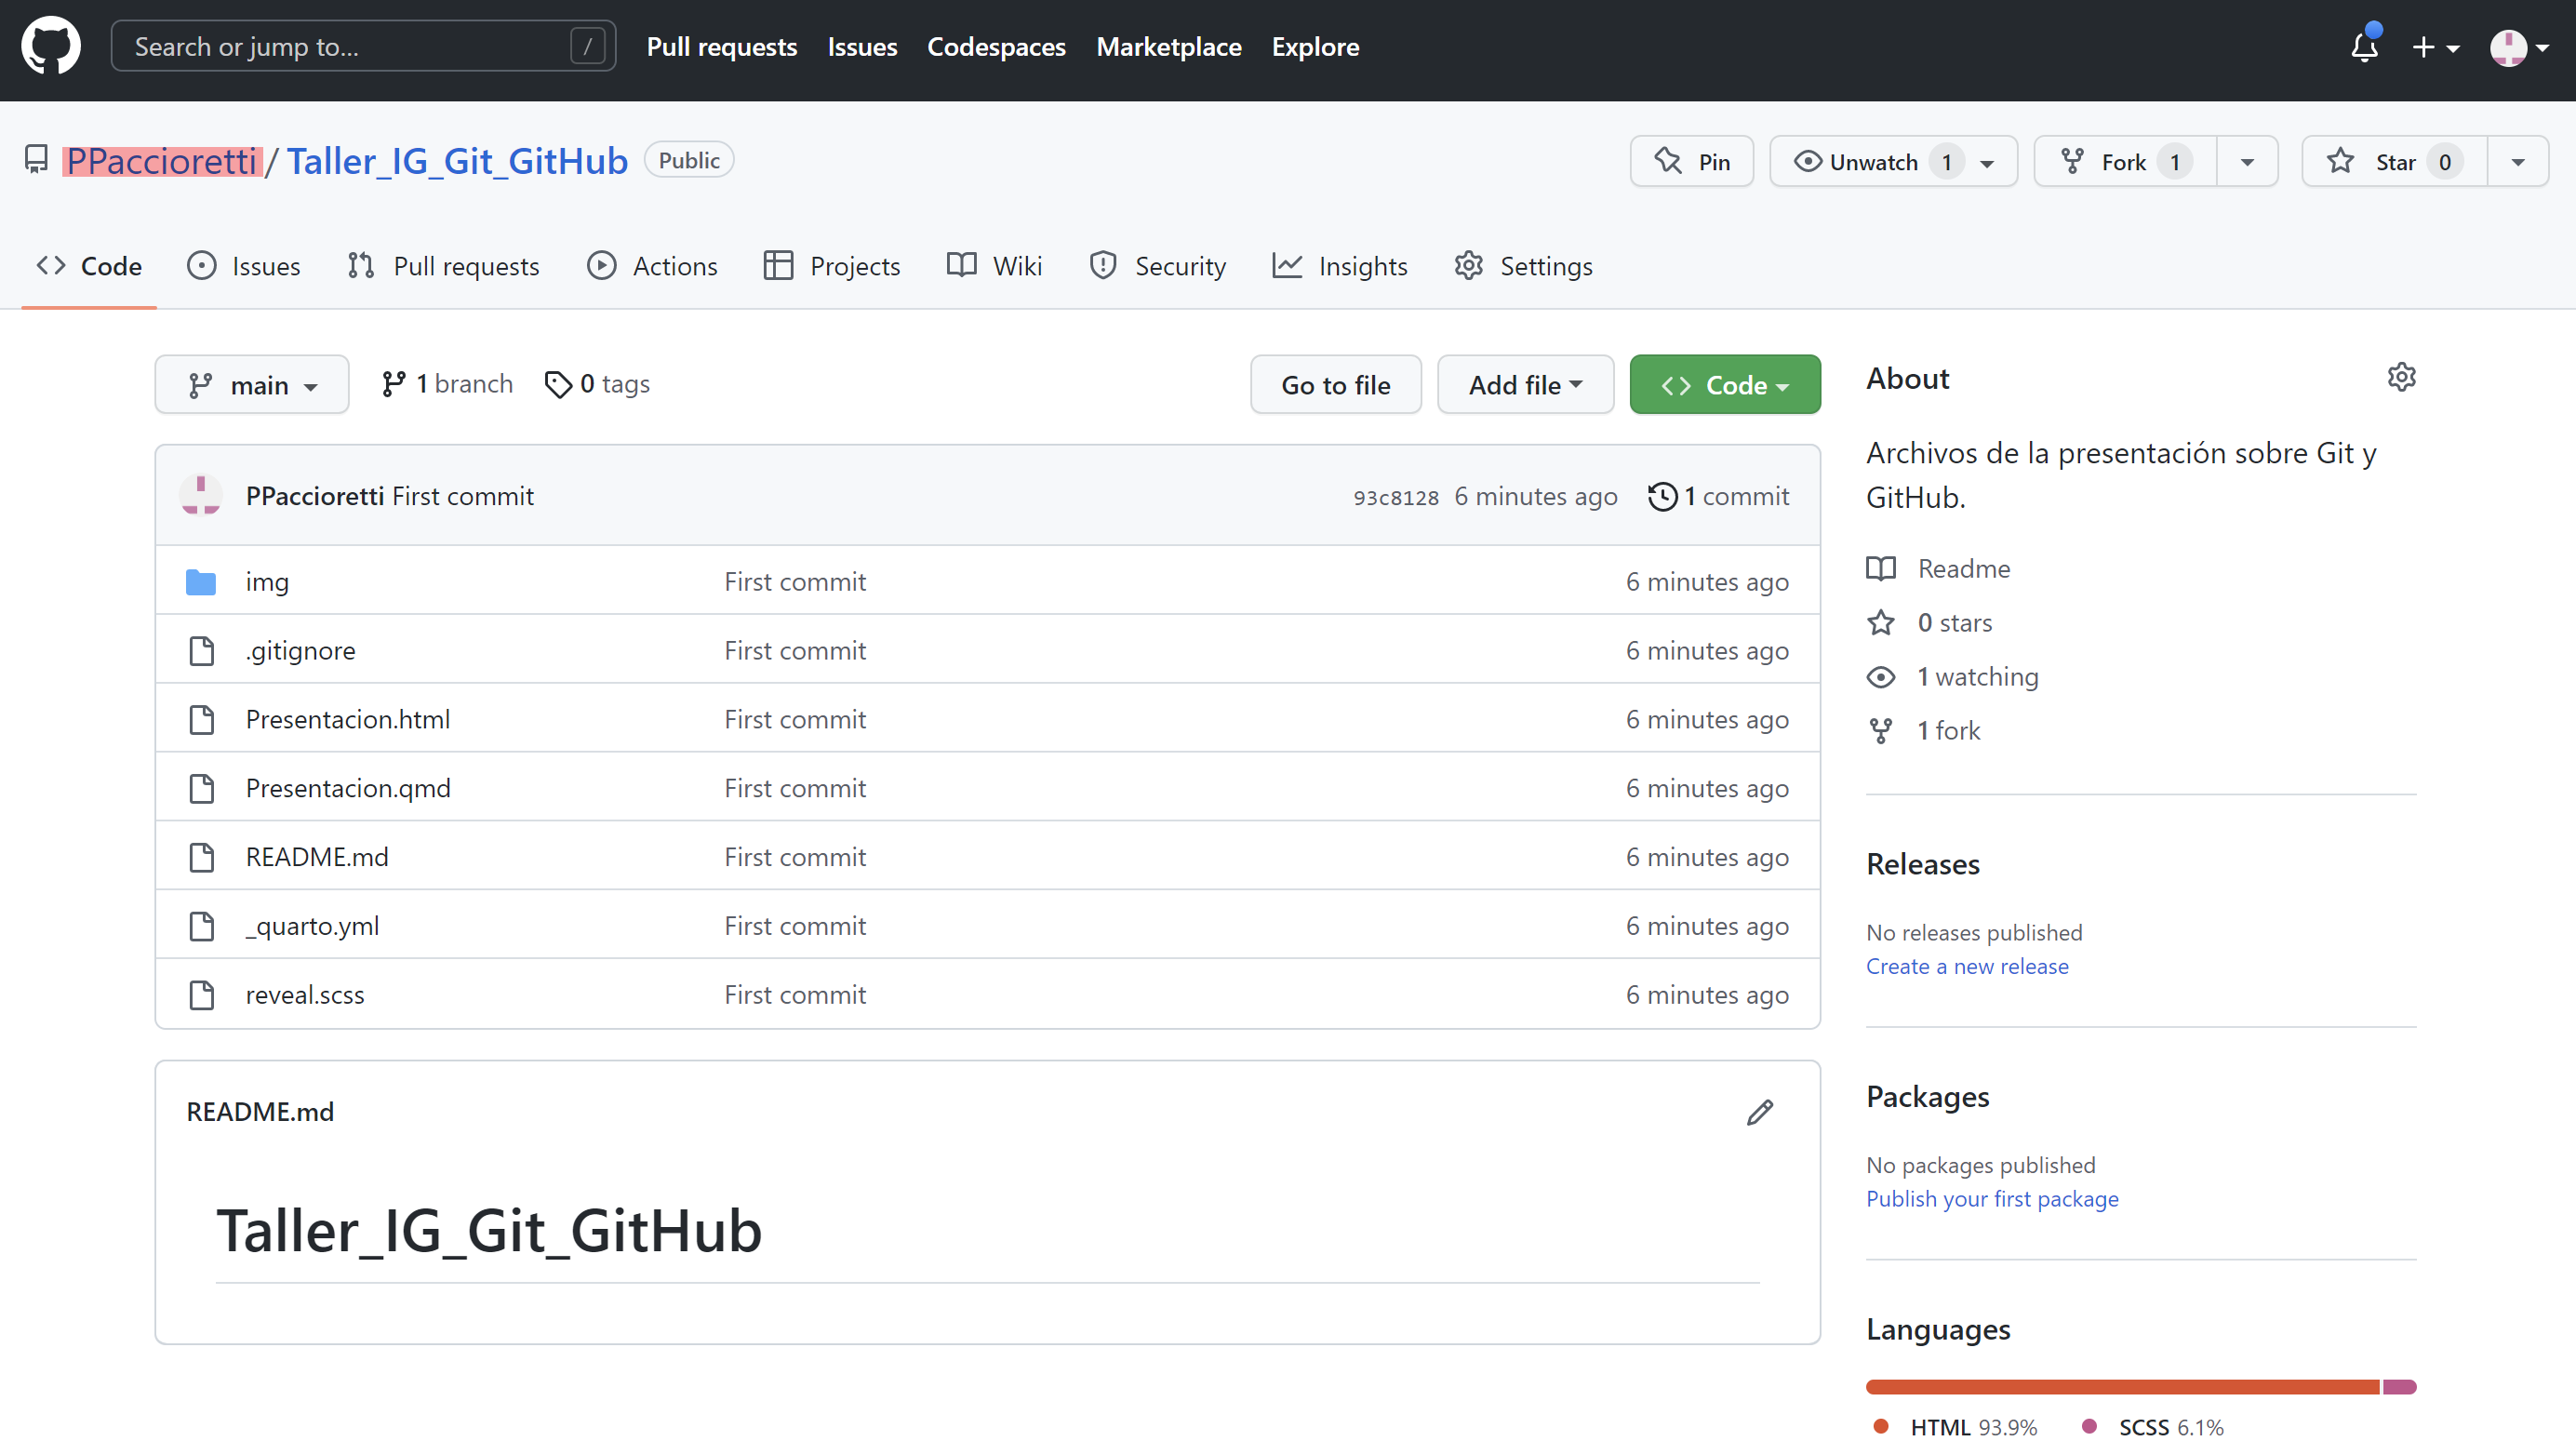 Search or jump to... / Pull requests Issues Codespaces Marketplace Explore
PPaccioretti / Taller_IG_Git_GitHub Public Pin Unwatch 1 Fork 1 Star 0
Code Issues Pull requests Actions Projects Wiki Security Insights Settings
main 1 branch 0 tags Go to file Add file Code
PPaccioretti First commit 93c8128 6 minutes ago 1 commit
img First commit 6 minutes ago
.gitignore First commit 6 minutes ago
Presentacion.html First commit 6 minutes ago
Presentacion.qmd First commit 6 minutes ago
README.md First commit 6 minutes ago
_quarto.yml First commit 6 minutes ago
reveal.scss First commit 6 minutes ago
README.md
Taller_IG_Git_GitHub
About
Archivos de la presentación sobre Git y
GitHub.
Readme
0 stars
1 watching
1 fork
Releases
No releases published
Create a new release
Packages
No packages published
Publish your first package
Languages
HTML 93.9% SCSS 6.1%